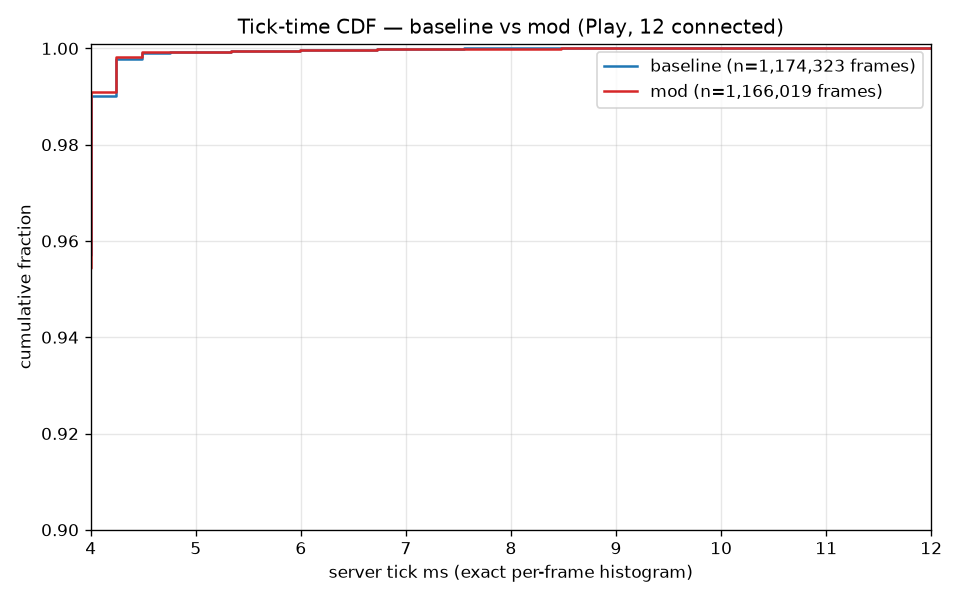 Tick-time CDF — baseline vs mod (Play, 12 connected)
1.00
0.98
0.96
0.94
0.92
0.90
cumulative fraction
baseline (n=1,174,323 frames)
mod (n=1,166,019 frames)
4 5 6 7 8 9 10 11 12
server tick ms (exact per-frame histogram)